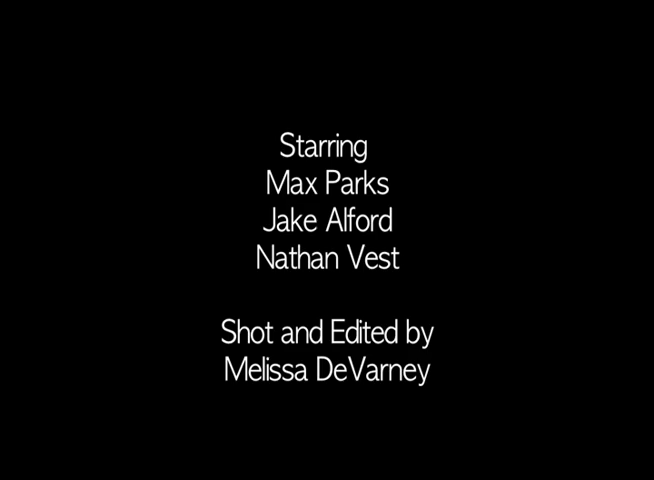 Starring
Max Parks
Jake Alford
Nathan Vest
Shot and Edited by
Melissa DeVarney